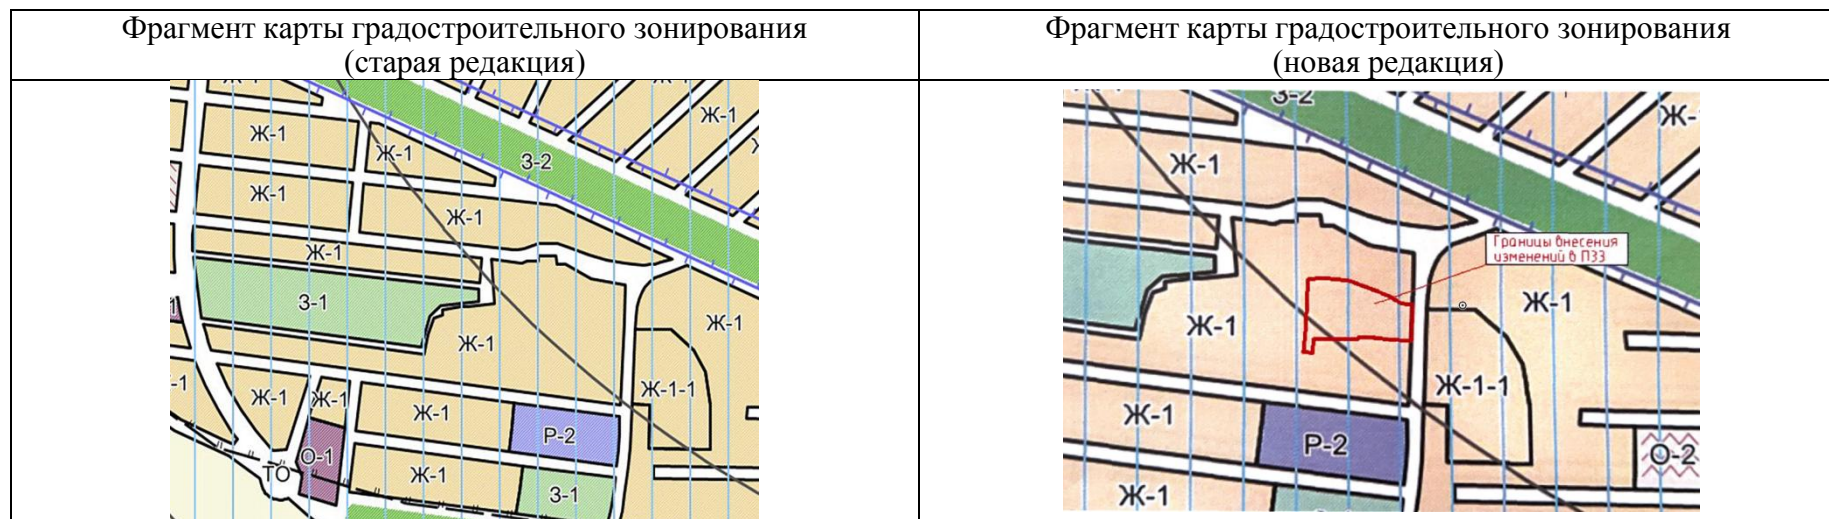 Фрагмент карты градостроительного зонирования
(старая редакция)
Фрагмент карты градостроительного зонирования
(новая редакция)
Ж-1
Ж-1
Ж-1
Ж-1
З-2
Ж-1
Ж-1
Ж-1
З-1
Ж-1
Ж-1
Ж-1-1
-1
Ж-1
Ж-1
Ж-1
Р-2
О-1
ТО
Ж-1
З-1
З-2
Ж-
Ж-1
Границы внесения
изменений в ПЗЗ
Ж-1
Ж-1
Ж-1-1
Ж-1
Р-2
О-2
Ж-1